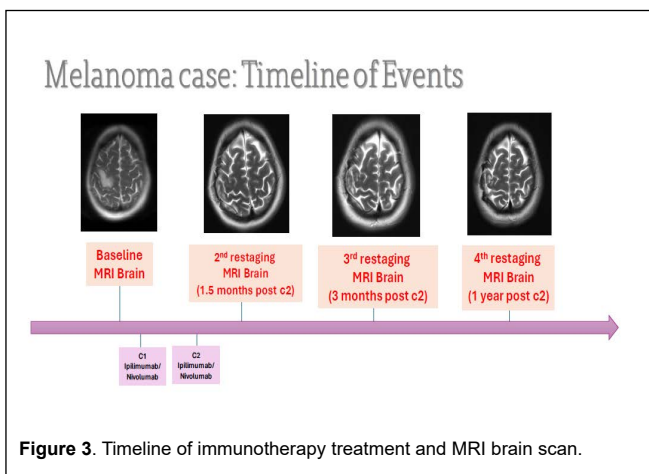 Melanoma case: Timeline of Events
Baseline
MRI Brain
2nd restaging
MRI Brain
(1.5 months post c2)
3rd restaging
MRI Brain
(3 months post c2)
4th restaging
MRI Brain
(1 year post c2)
C1
Ipilimumab/
Nivolumab
C2
Ipilimumab/
Nivolumab
Figure 3. Timeline of immunotherapy treatment and MRI brain scan.